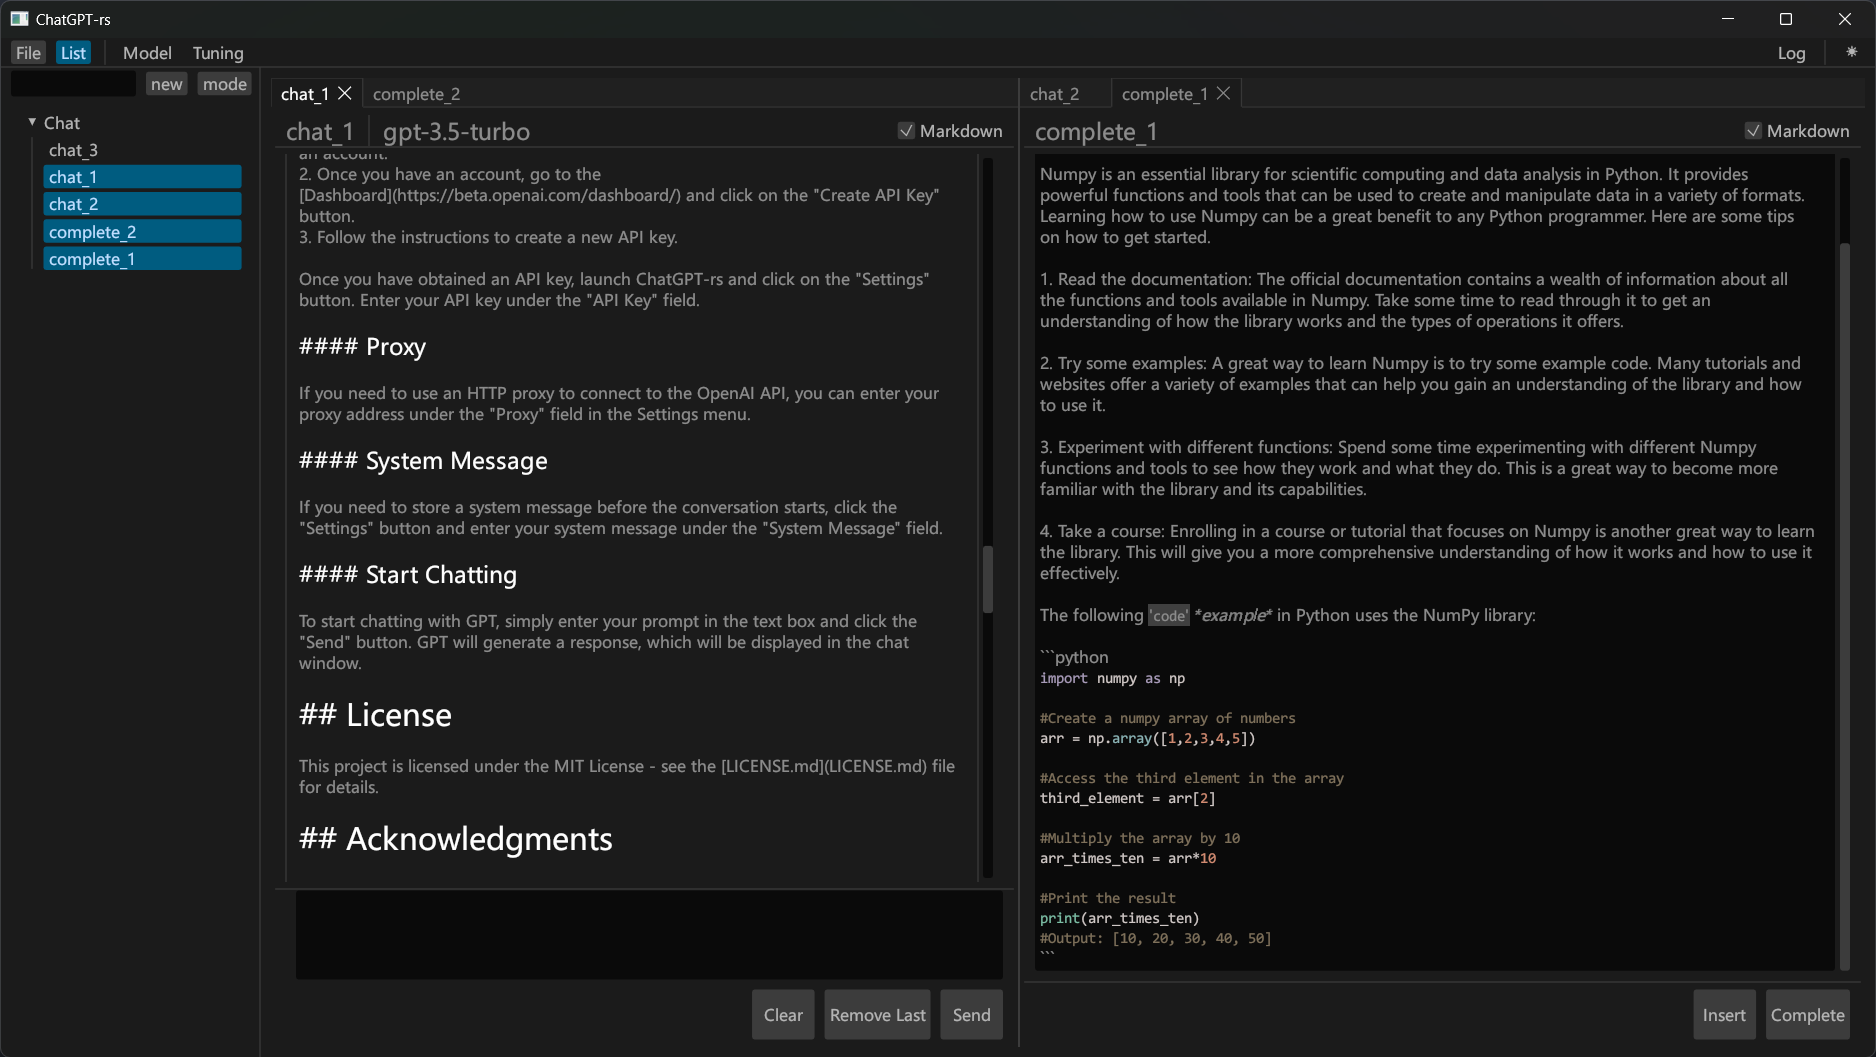 ChatGPT-rs
File List Model Tuning Log
new mode
▼ Chat
chat_3
chat_1
chat_2
complete_2
complete_1
chat_1 complete_2
chat_1 gpt-3.5-turbo Markdown
an account.
2. Once you have an account, go to the
[Dashboard](https://beta.openai.com/dashboard/) and click on the "Create API Key"
button.
3. Follow the instructions to create a new API key.
Once you have obtained an API key, launch ChatGPT-rs and click on the "Settings"
button. Enter your API key under the "API Key" field.
#### Proxy
If you need to use an HTTP proxy to connect to the OpenAI API, you can enter your
proxy address under the "Proxy" field in the Settings menu.
#### System Message
If you need to store a system message before the conversation starts, click the
"Settings" button and enter your system message under the "System Message" field.
#### Start Chatting
To start chatting with GPT, simply enter your prompt in the text box and click the
"Send" button. GPT will generate a response, which will be displayed in the chat
window.
## License
This project is licensed under the MIT License - see the [LICENSE.md](LICENSE.md) file
for details.
## Acknowledgments
Clear Remove Last Send
chat_2 complete_1
complete_1 Markdown
Numpy is an essential library for scientific computing and data analysis in Python. It provides
powerful functions and tools that can be used to create and manipulate data in a variety of formats.
Learning how to use Numpy can be a great benefit to any Python programmer. Here are some tips
on how to get started.
1. Read the documentation: The official documentation contains a wealth of information about all
the functions and tools available in Numpy. Take some time to read through it to get an
understanding of how the library works and the types of operations it offers.
2. Try some examples: A great way to learn Numpy is to try some example code. Many tutorials and
websites offer a variety of examples that can help you gain an understanding of the library and how
to use it.
3. Experiment with different functions: Spend some time experimenting with different Numpy
functions and tools to see how they work and what they do. This is a great way to become more
familiar with the library and its capabilities.
4. Take a course: Enrolling in a course or tutorial that focuses on Numpy is another great way to learn
the library. This will give you a more comprehensive understanding of how it works and how to use it
effectively.
The following `code` *example* in Python uses the NumPy library:
```python
import numpy as np
#Create a numpy array of numbers
arr = np.array([1,2,3,4,5])
#Access the third element in the array
third_element = arr[2]
#Multiply the array by 10
arr_times_ten = arr*10
#Print the result
print(arr_times_ten)
#Output: [10, 20, 30, 40, 50]
```
Insert Complete